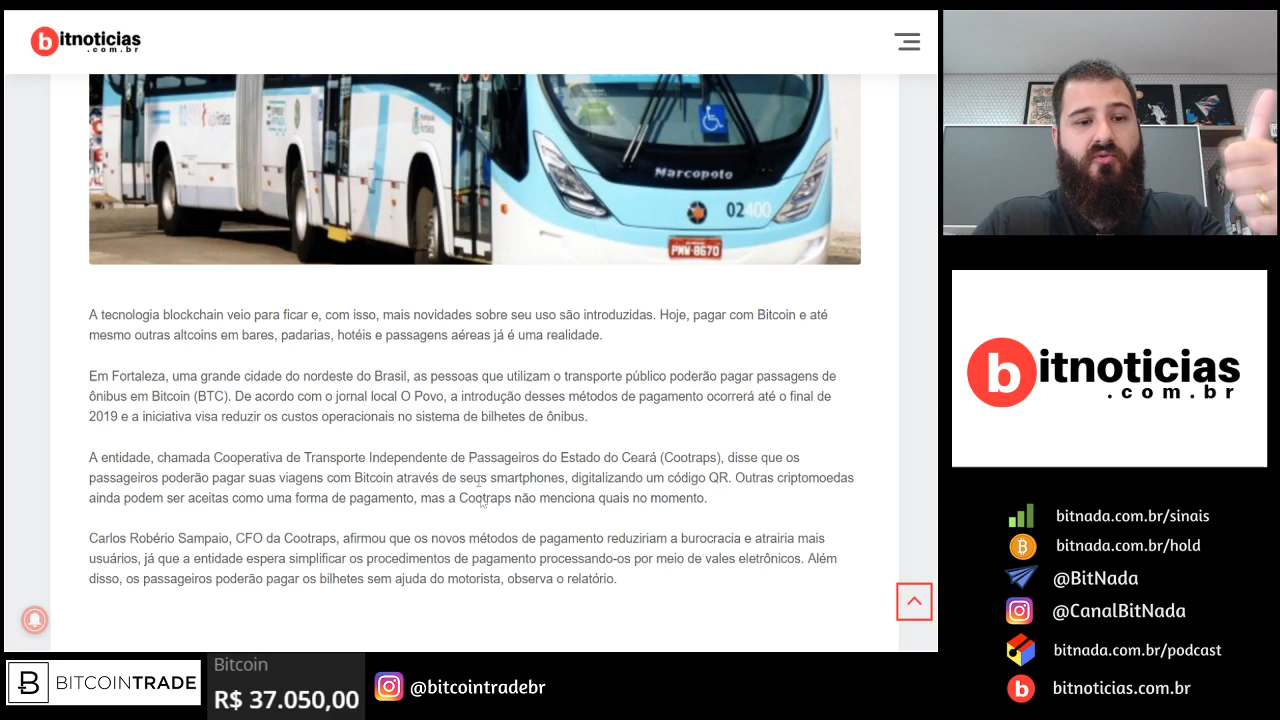 bitnoticias
.com.br
Marcopolo
02400
PMW-8670
A tecnologia blockchain veio para ficar e, com isso, mais novidades sobre seu uso são introduzidas. Hoje, pagar com Bitcoin e até
mesmo outras altcoins em bares, padarias, hotéis e passagens aéreas já é uma realidade.
Em Fortaleza, uma grande cidade do nordeste do Brasil, as pessoas que utilizam o transporte público poderão pagar passagens de
ônibus em Bitcoin (BTC). De acordo com o jornal local O Povo, a introdução desses métodos de pagamento ocorrerá até o final de
2019 e a iniciativa visa reduzir os custos operacionais no sistema de bilhetes de ônibus.
A entidade, chamada Cooperativa de Transporte Independente de Passageiros do Estado do Ceará (Cootraps), disse que os
passageiros poderão pagar suas viagens com Bitcoin através de seus smartphones, digitalizando um código QR. Outras criptomoedas
ainda podem ser aceitas como uma forma de pagamento, mas a Cootraps não menciona quais no momento.
Carlos Robério Sampaio, CFO da Cootraps, afirmou que os novos métodos de pagamento reduziriam a burocracia e atrairia mais
usuários, já que a entidade espera simplificar os procedimentos de pagamento processando-os por meio de vales eletrônicos. Além
disso, os passageiros poderão pagar os bilhetes sem ajuda do motorista, observa o relatório.
bitnoticias
.com.br
bitnada.com.br/sinais
bitnada.com.br/hold
@BitNada
@CanalBitNada
bitnada.com.br/podcast
bitnoticias.com.br
BITCOINTRADE
Bitcoin
R$ 37.050,00
@bitcointradebr